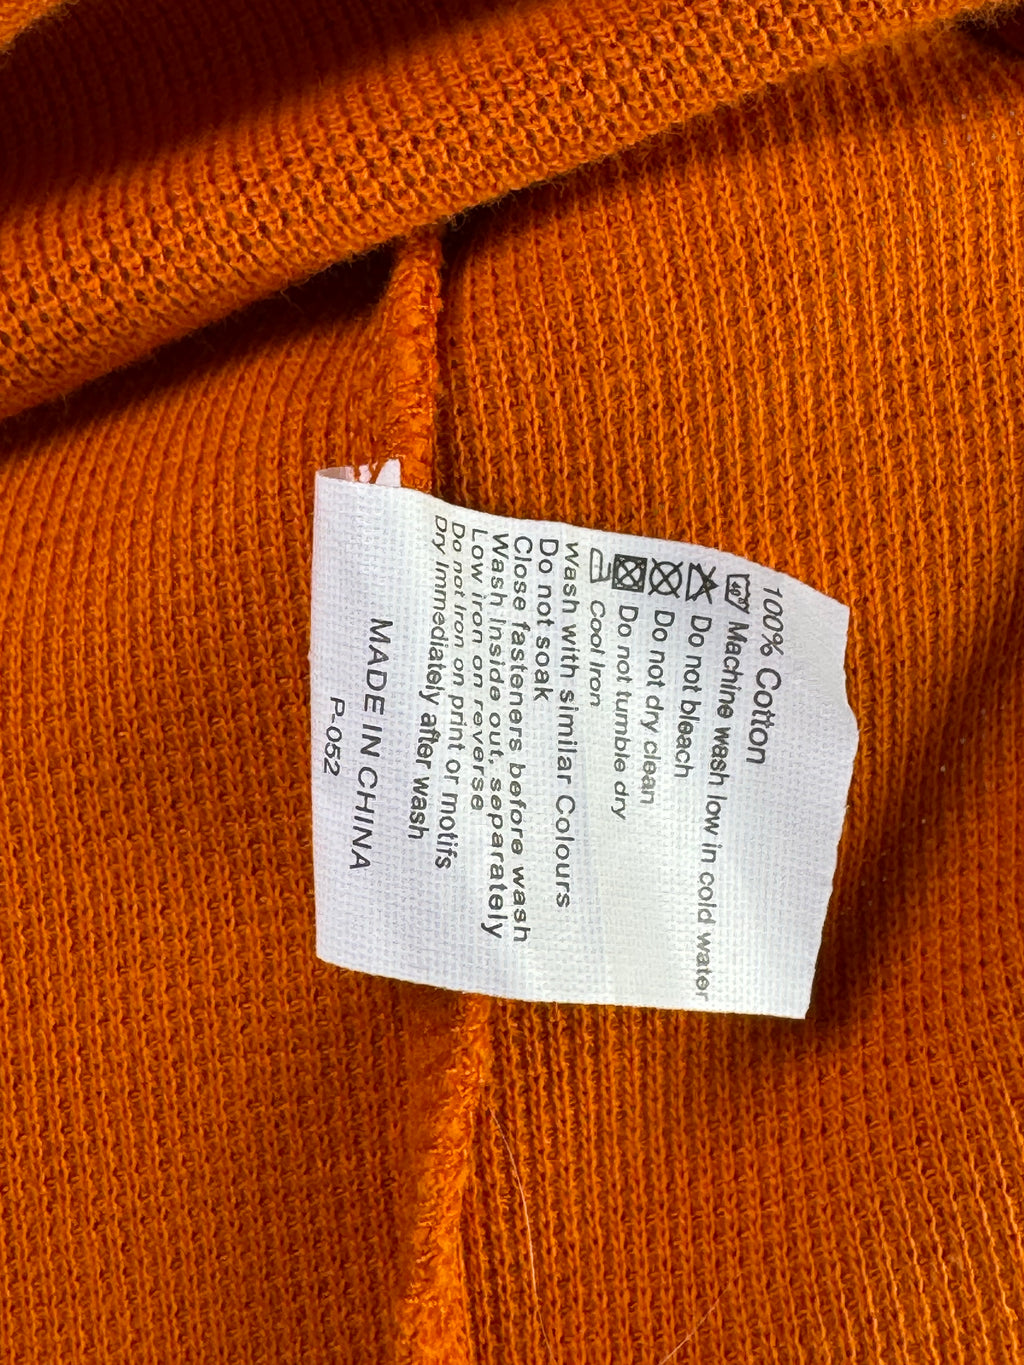 100% Cotton
40° Machine wash low in cold water
Do not bleach
Do not dry clean
Do not tumble dry
Cool Iron
Wash with similar Colours
Do not soak
Close fasteners before wash
Wash Inside out, separately
Low iron on reverse
Do not Iron on print or motifs
Dry Immediately after wash
MADE IN CHINA
P-052